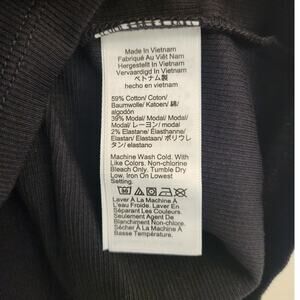 Made In Vietnam
Fabriqué Au Viêt Nam
Hergestellt In Vietnam
Vervaardigd In Vietnam
ベトナム製
hecho en vietnam
59% Cotton/ Coton/
Baumwolle/ Katoen/ 綿/
algodón
39% Modal/ Modal/ Modal/
Modal/ レーヨン/ modal
2% Elastane/ Élasthanne/
Elastan/ Elastaan/ ポリウレ
タン/ elastano
Machine Wash Cold. With
Like Colors. Non-chlorine
Bleach Only, Tumble Dry
Low, Iron On Lowest
Setting.
Laver À La Machine À
L'eau Froide. Laver En
Séparant Les Couleurs.
Seulement Agent De
Blanchiment Non-chlore.
Sécher À La Machine À
Basse Température.